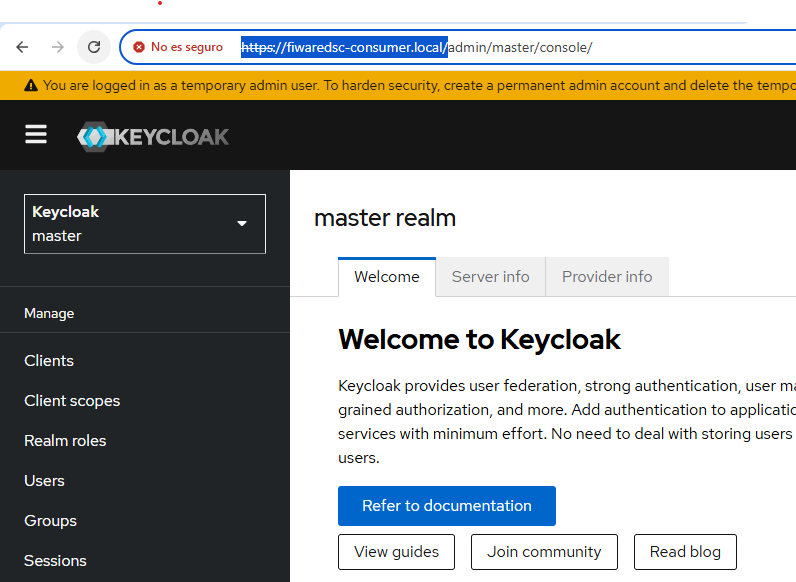 No es seguro https://fiwaredsc-consumer.local/admin/master/console/
You are logged in as a temporary admin user. To harden security, create a permanent admin account and delete the tempo
KEYCLOAK
Keycloak
master
Manage
Clients
Client scopes
Realm roles
Users
Groups
Sessions
master realm
Welcome Server info Provider info
Welcome to Keycloak
Keycloak provides user federation, strong authentication, user ma
grained authorization, and more. Add authentication to applicatio
services with minimum effort. No need to deal with storing users
users.
Refer to documentation
View guides Join community Read blog